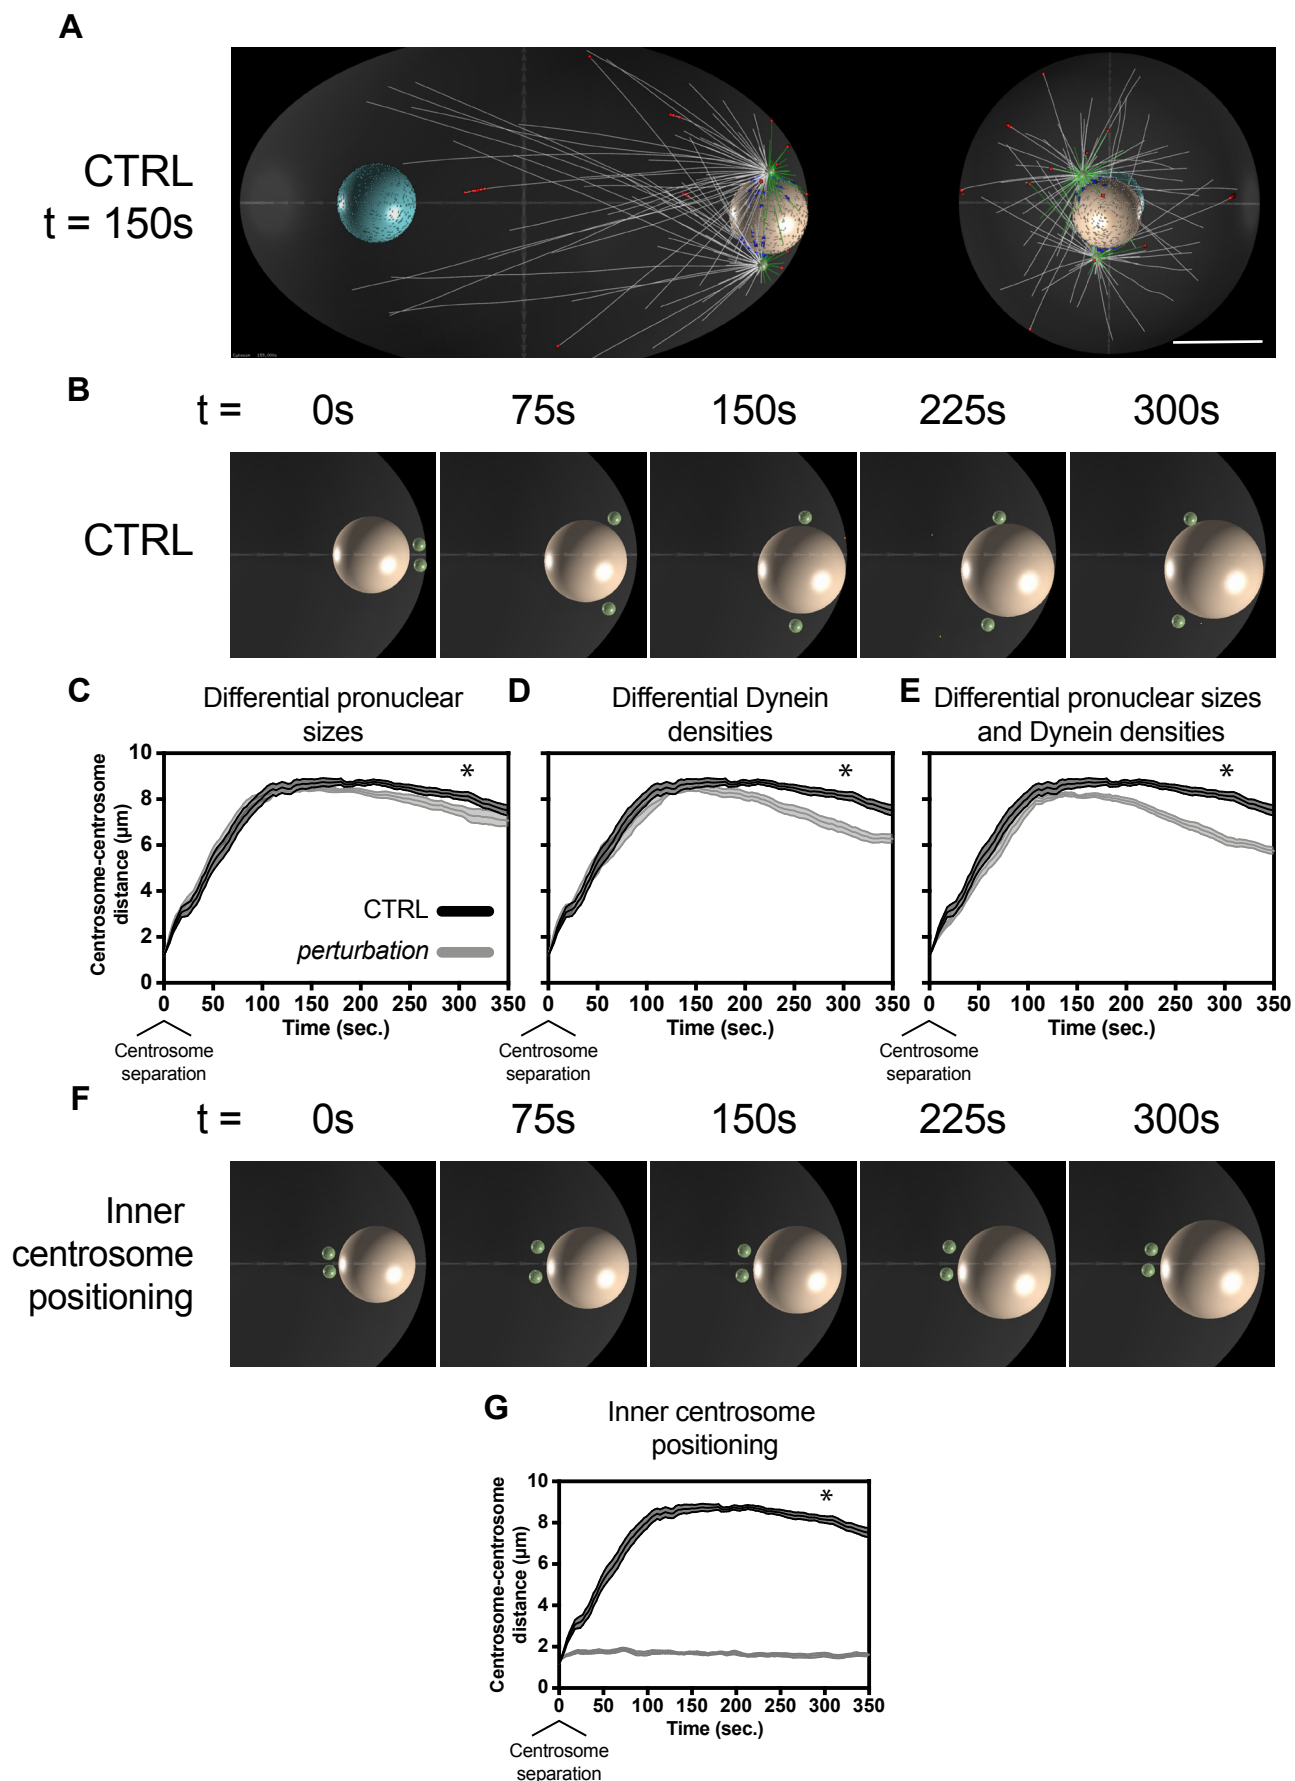 A
CTRL
t = 150s
B
t = 0s 75s 150s 225s 300s
CTRL
C Differential pronuclear
sizes
D Differential Dynein
densities
E Differential pronuclear sizes
and Dynein densities
Centrosome-centrosome
distance (µm)
10
8
6
4
2
0
CTRL
perturbation
*
0 50 100 150 200 250 300 350
Time (sec.)
Centrosome
separation
*
0 50 100 150 200 250 300 350
Time (sec.)
Centrosome
separation
*
0 50 100 150 200 250 300 350
Time (sec.)
Centrosome
separation
F
t = 0s 75s 150s 225s 300s
Inner
centrosome
positioning
G Inner centrosome
positioning
Centrosome-centrosome
distance (µm)
10
8
6
4
2
0
*
0 50 100 150 200 250 300 350
Time (sec.)
Centrosome
separation